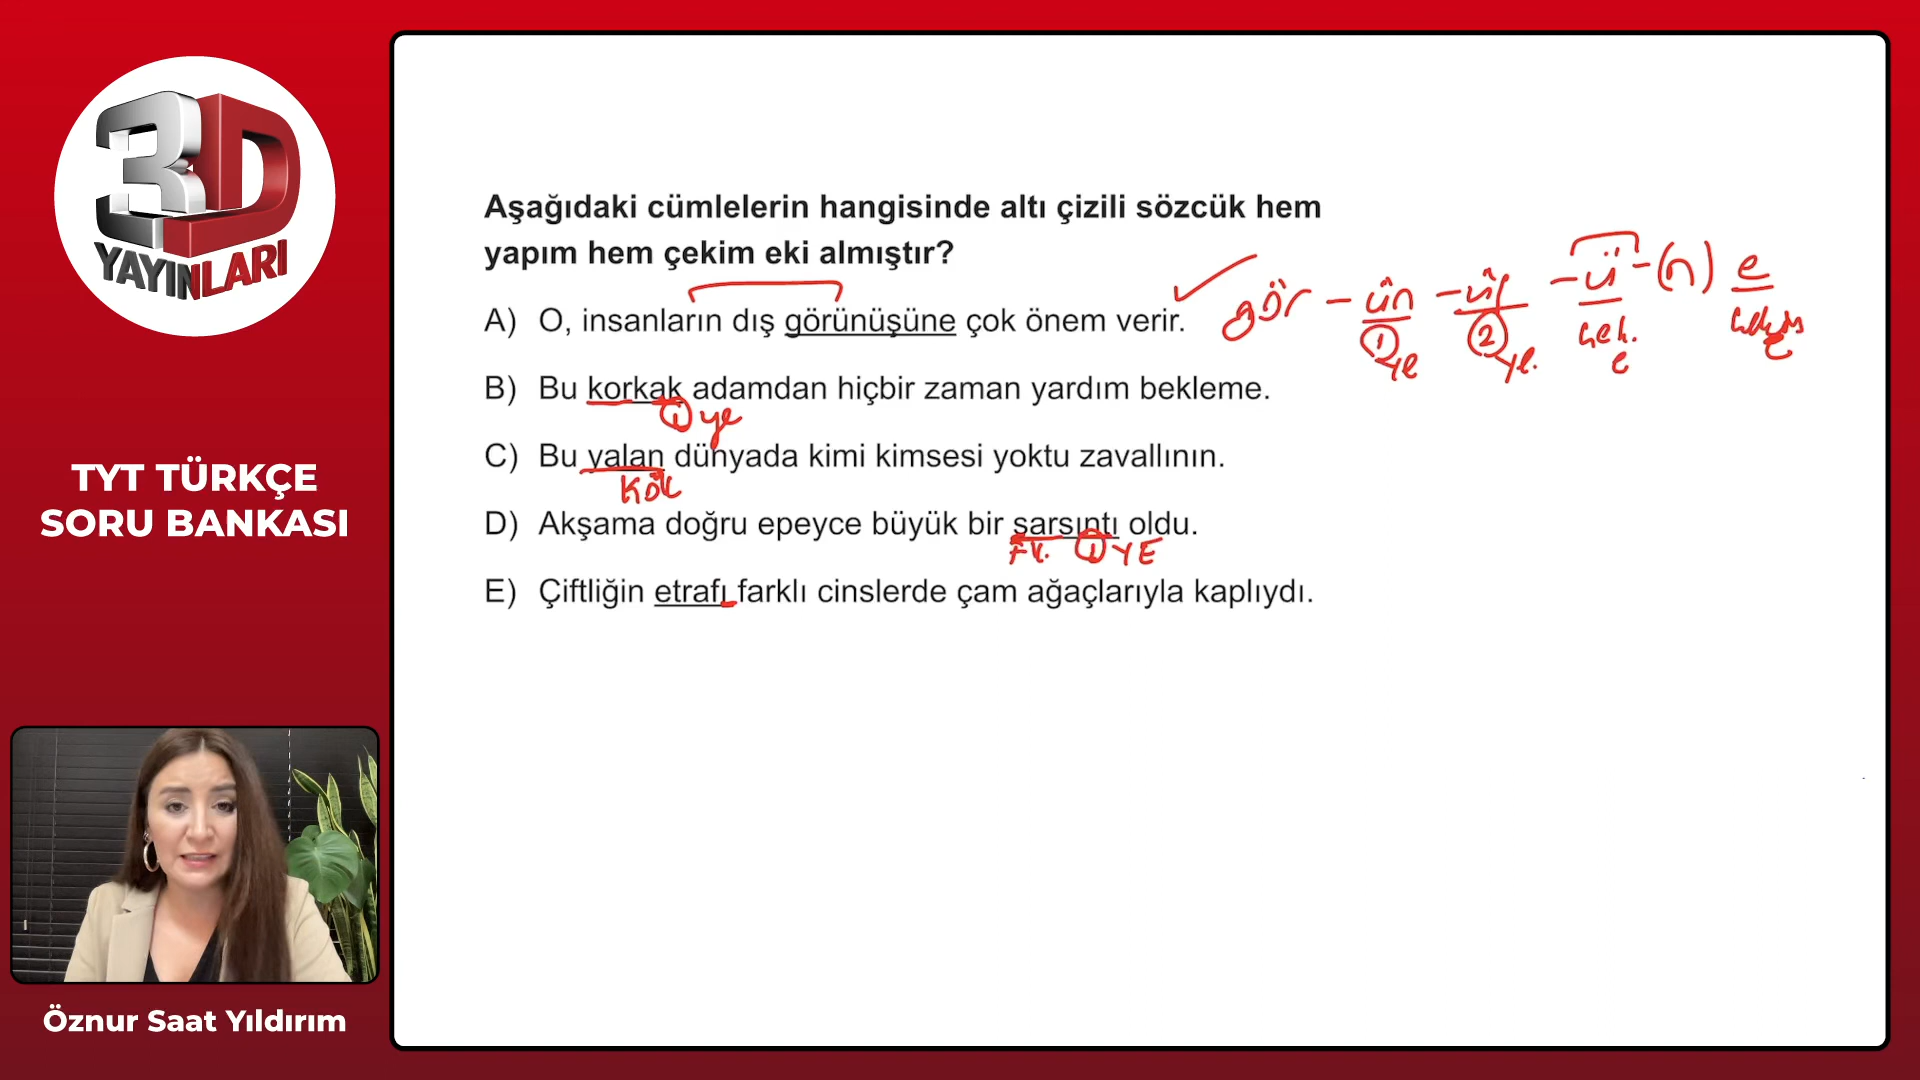 3D
YAYINLARI
TYT TÜRKÇE
SORU BANKASI
Öznur Saat Yıldırım
Aşağıdaki cümlelerin hangisinde altı çizili sözcük hem
yapım hem çekim eki almıştır?
A) O, insanların dış görünüşüne çok önem verir.
gör - ün - üş - ü - (n) e
1 ye 2 ye.
B) Bu korkak adamdan hiçbir zaman yardım bekleme.
1 ye
C) Bu yalan dünyada kimi kimsesi yoktu zavallının.
KÖK
D) Akşama doğru epeyce büyük bir sarsıntı oldu.
FK. 1 YE
E) Çiftliğin etrafı farklı cinslerde çam ağaçlarıyla kaplıydı.